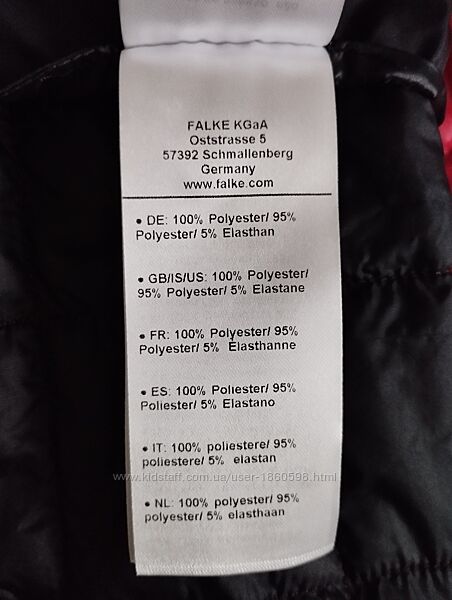 FALKE KGaA
Oststrasse 5
57392 Schmallenberg
Germany
www.falke.com
• DE: 100% Polyester/ 95%
Polyester/ 5% Elasthan
• GB/IS/US: 100% Polyester/
95% Polyester/ 5% Elastane
• FR: 100% Polyester/ 95%
Polyester/ 5% Elasthanne
• ES: 100% Poliester/ 95%
Poliester/ 5% Elastano
• IT: 100% poliestere/ 95%
poliestere/ 5% elastan
www.kidstaff.com.ua/user-1860598.html
• NL: 100% polyester/ 95%
polyester/ 5% elasthaan